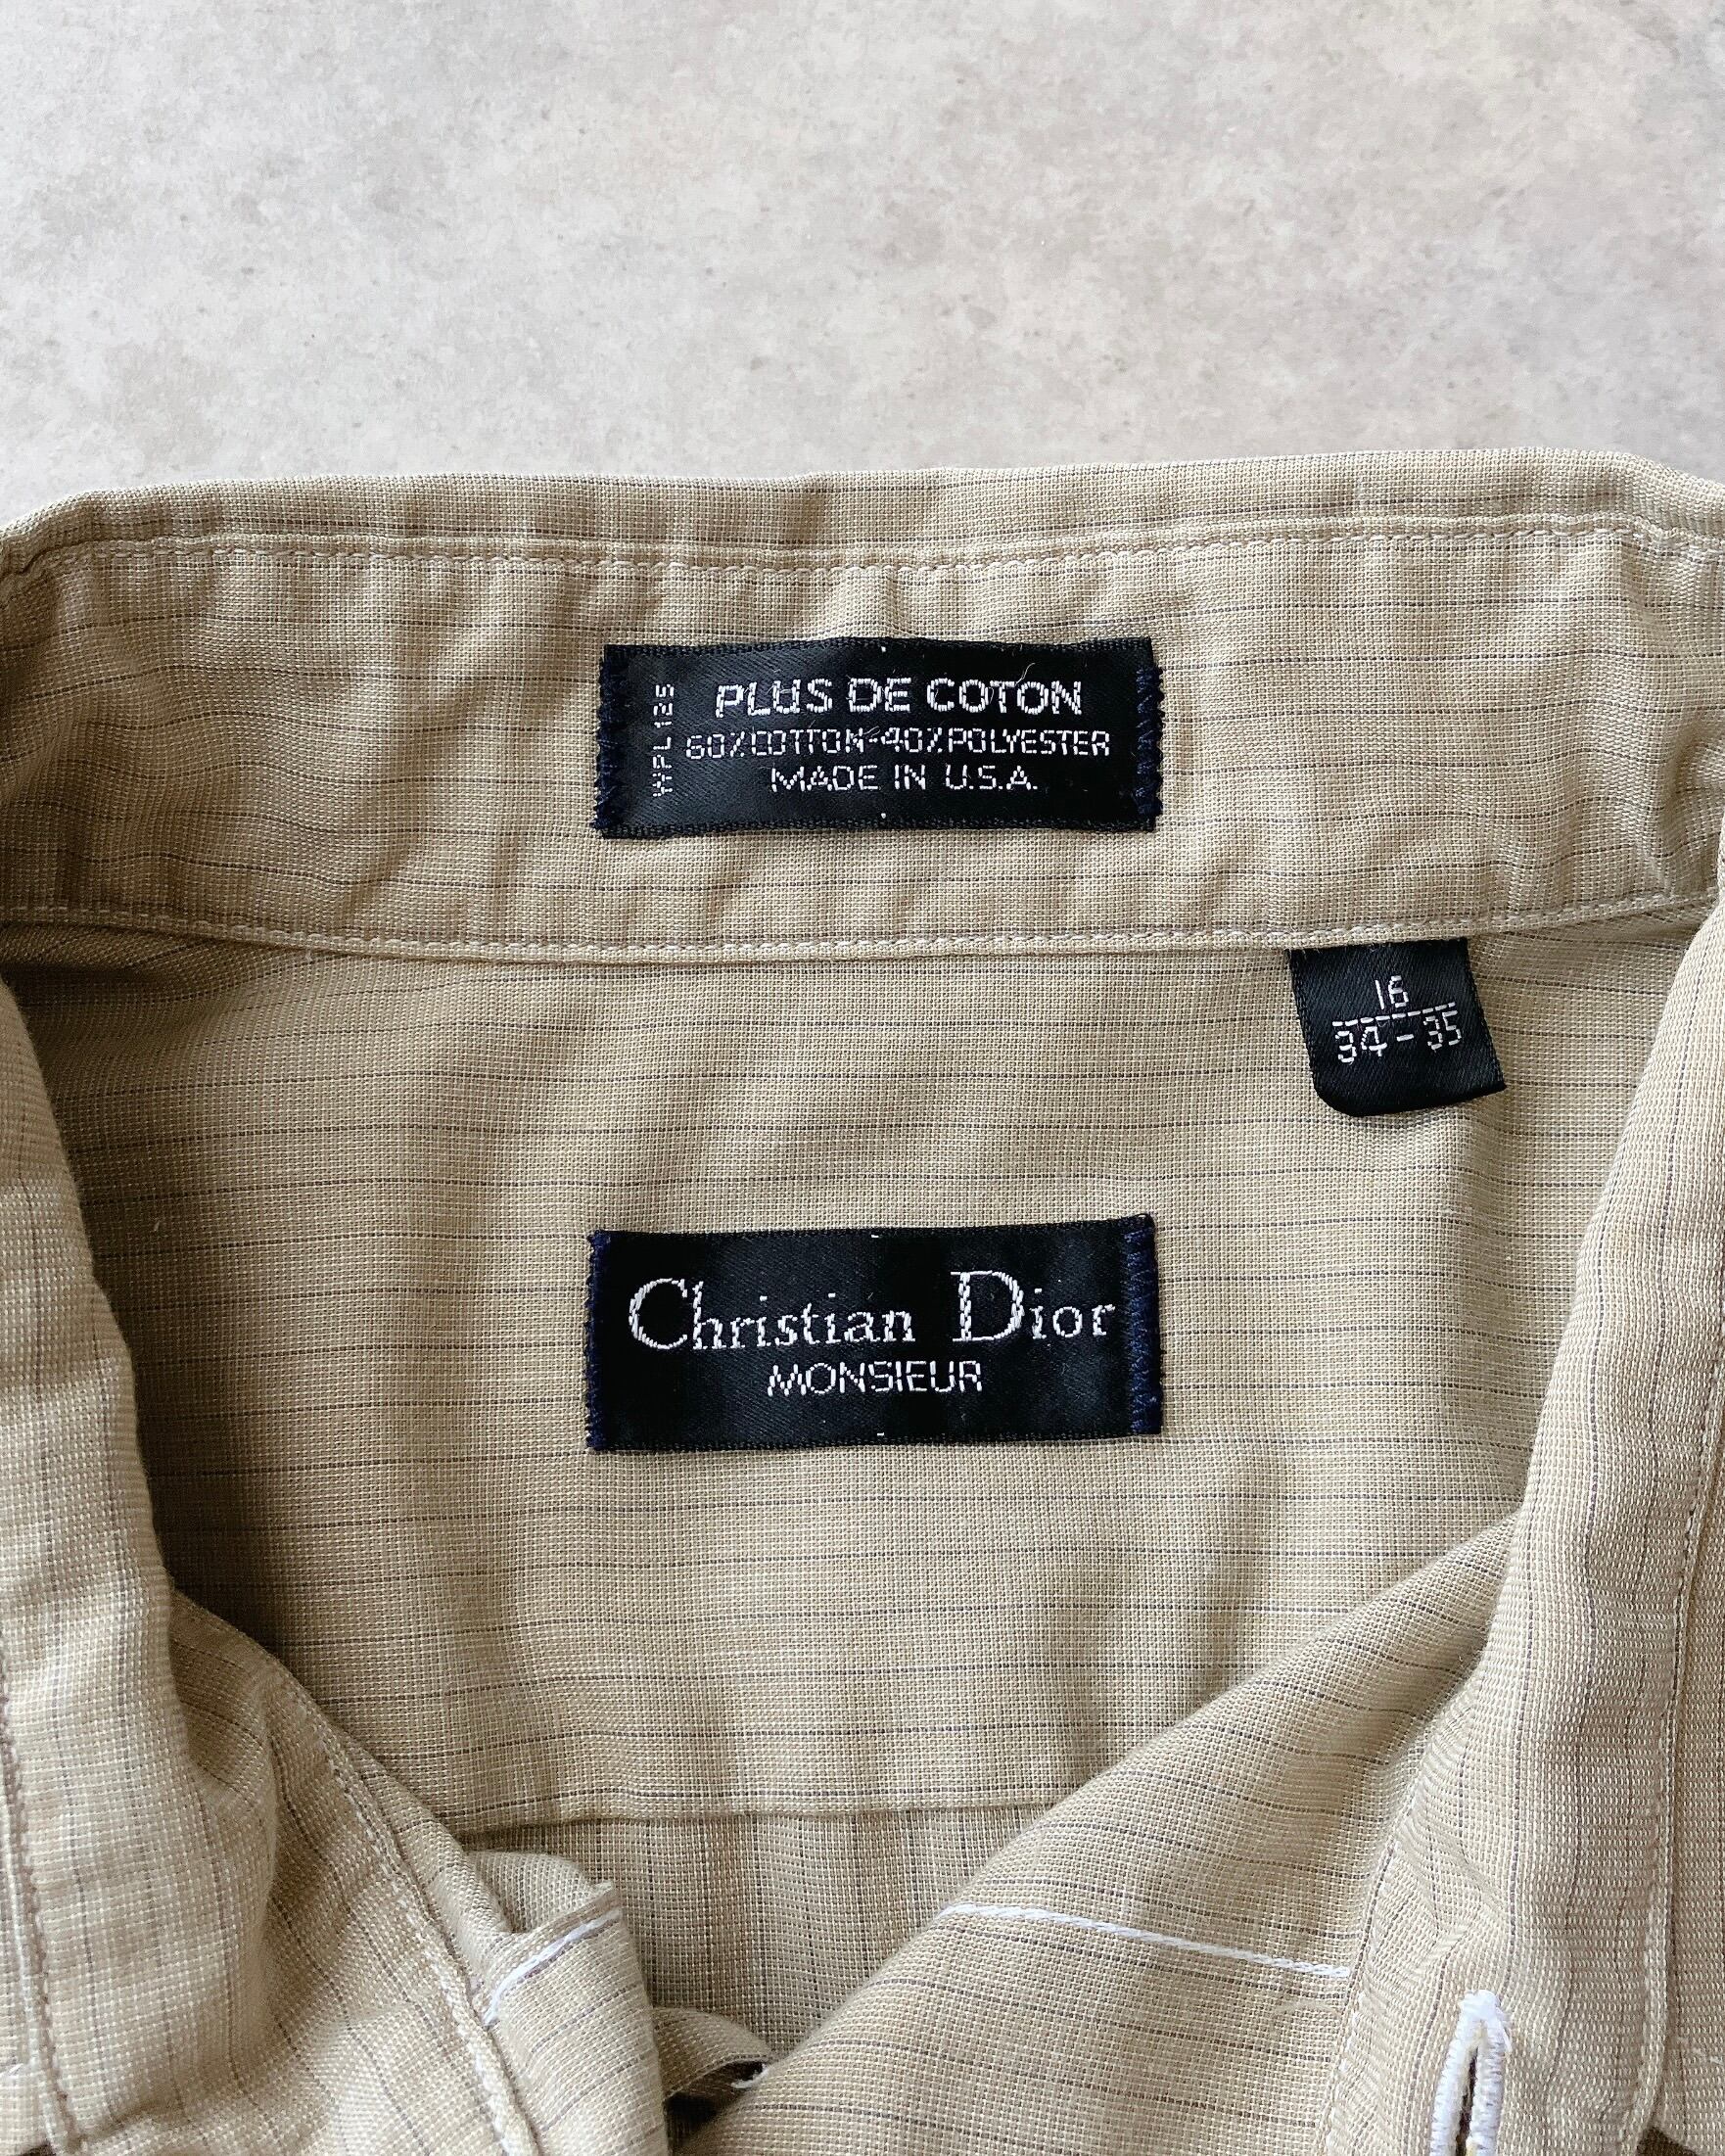 WPL 125
PLUS DE COTON
60% COTTON-40% POLYESTER
MADE IN U.S.A.
16
34-35
Christian Dior
MONSIEUR